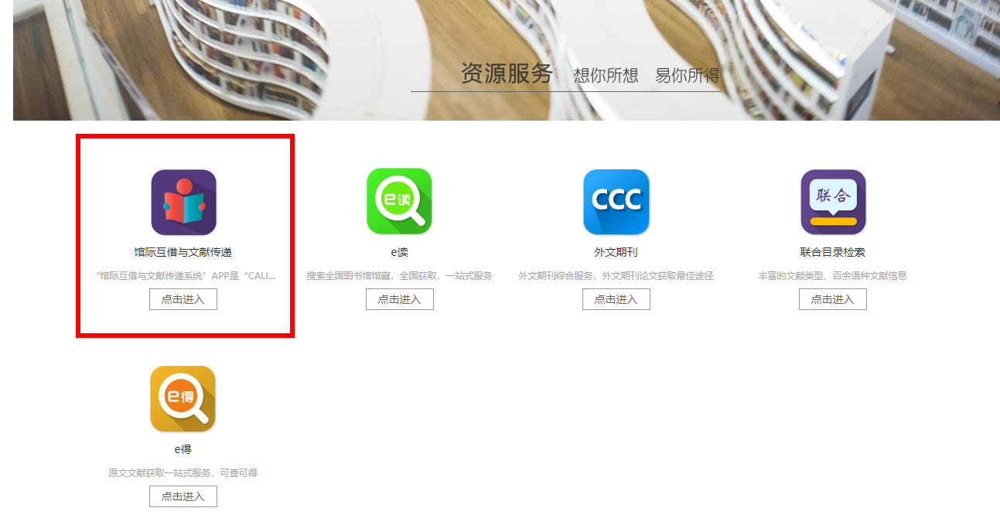 资源服务 想你所想 易你所得
e读
CCC
联合
馆际互借与文献传递
e读
外文期刊
联合目录检索
“馆际互借与文献传递系统”APP是“CALI...
搜索全国图书馆馆藏，全国获取，一站式服务
外文期刊综合服务，外文期刊论文获取最佳途径
丰富的文献类型、百余语种文献信息
点击进入
点击进入
点击进入
点击进入
e得
e得
原文文献获取一站式服务，可查可得
点击进入